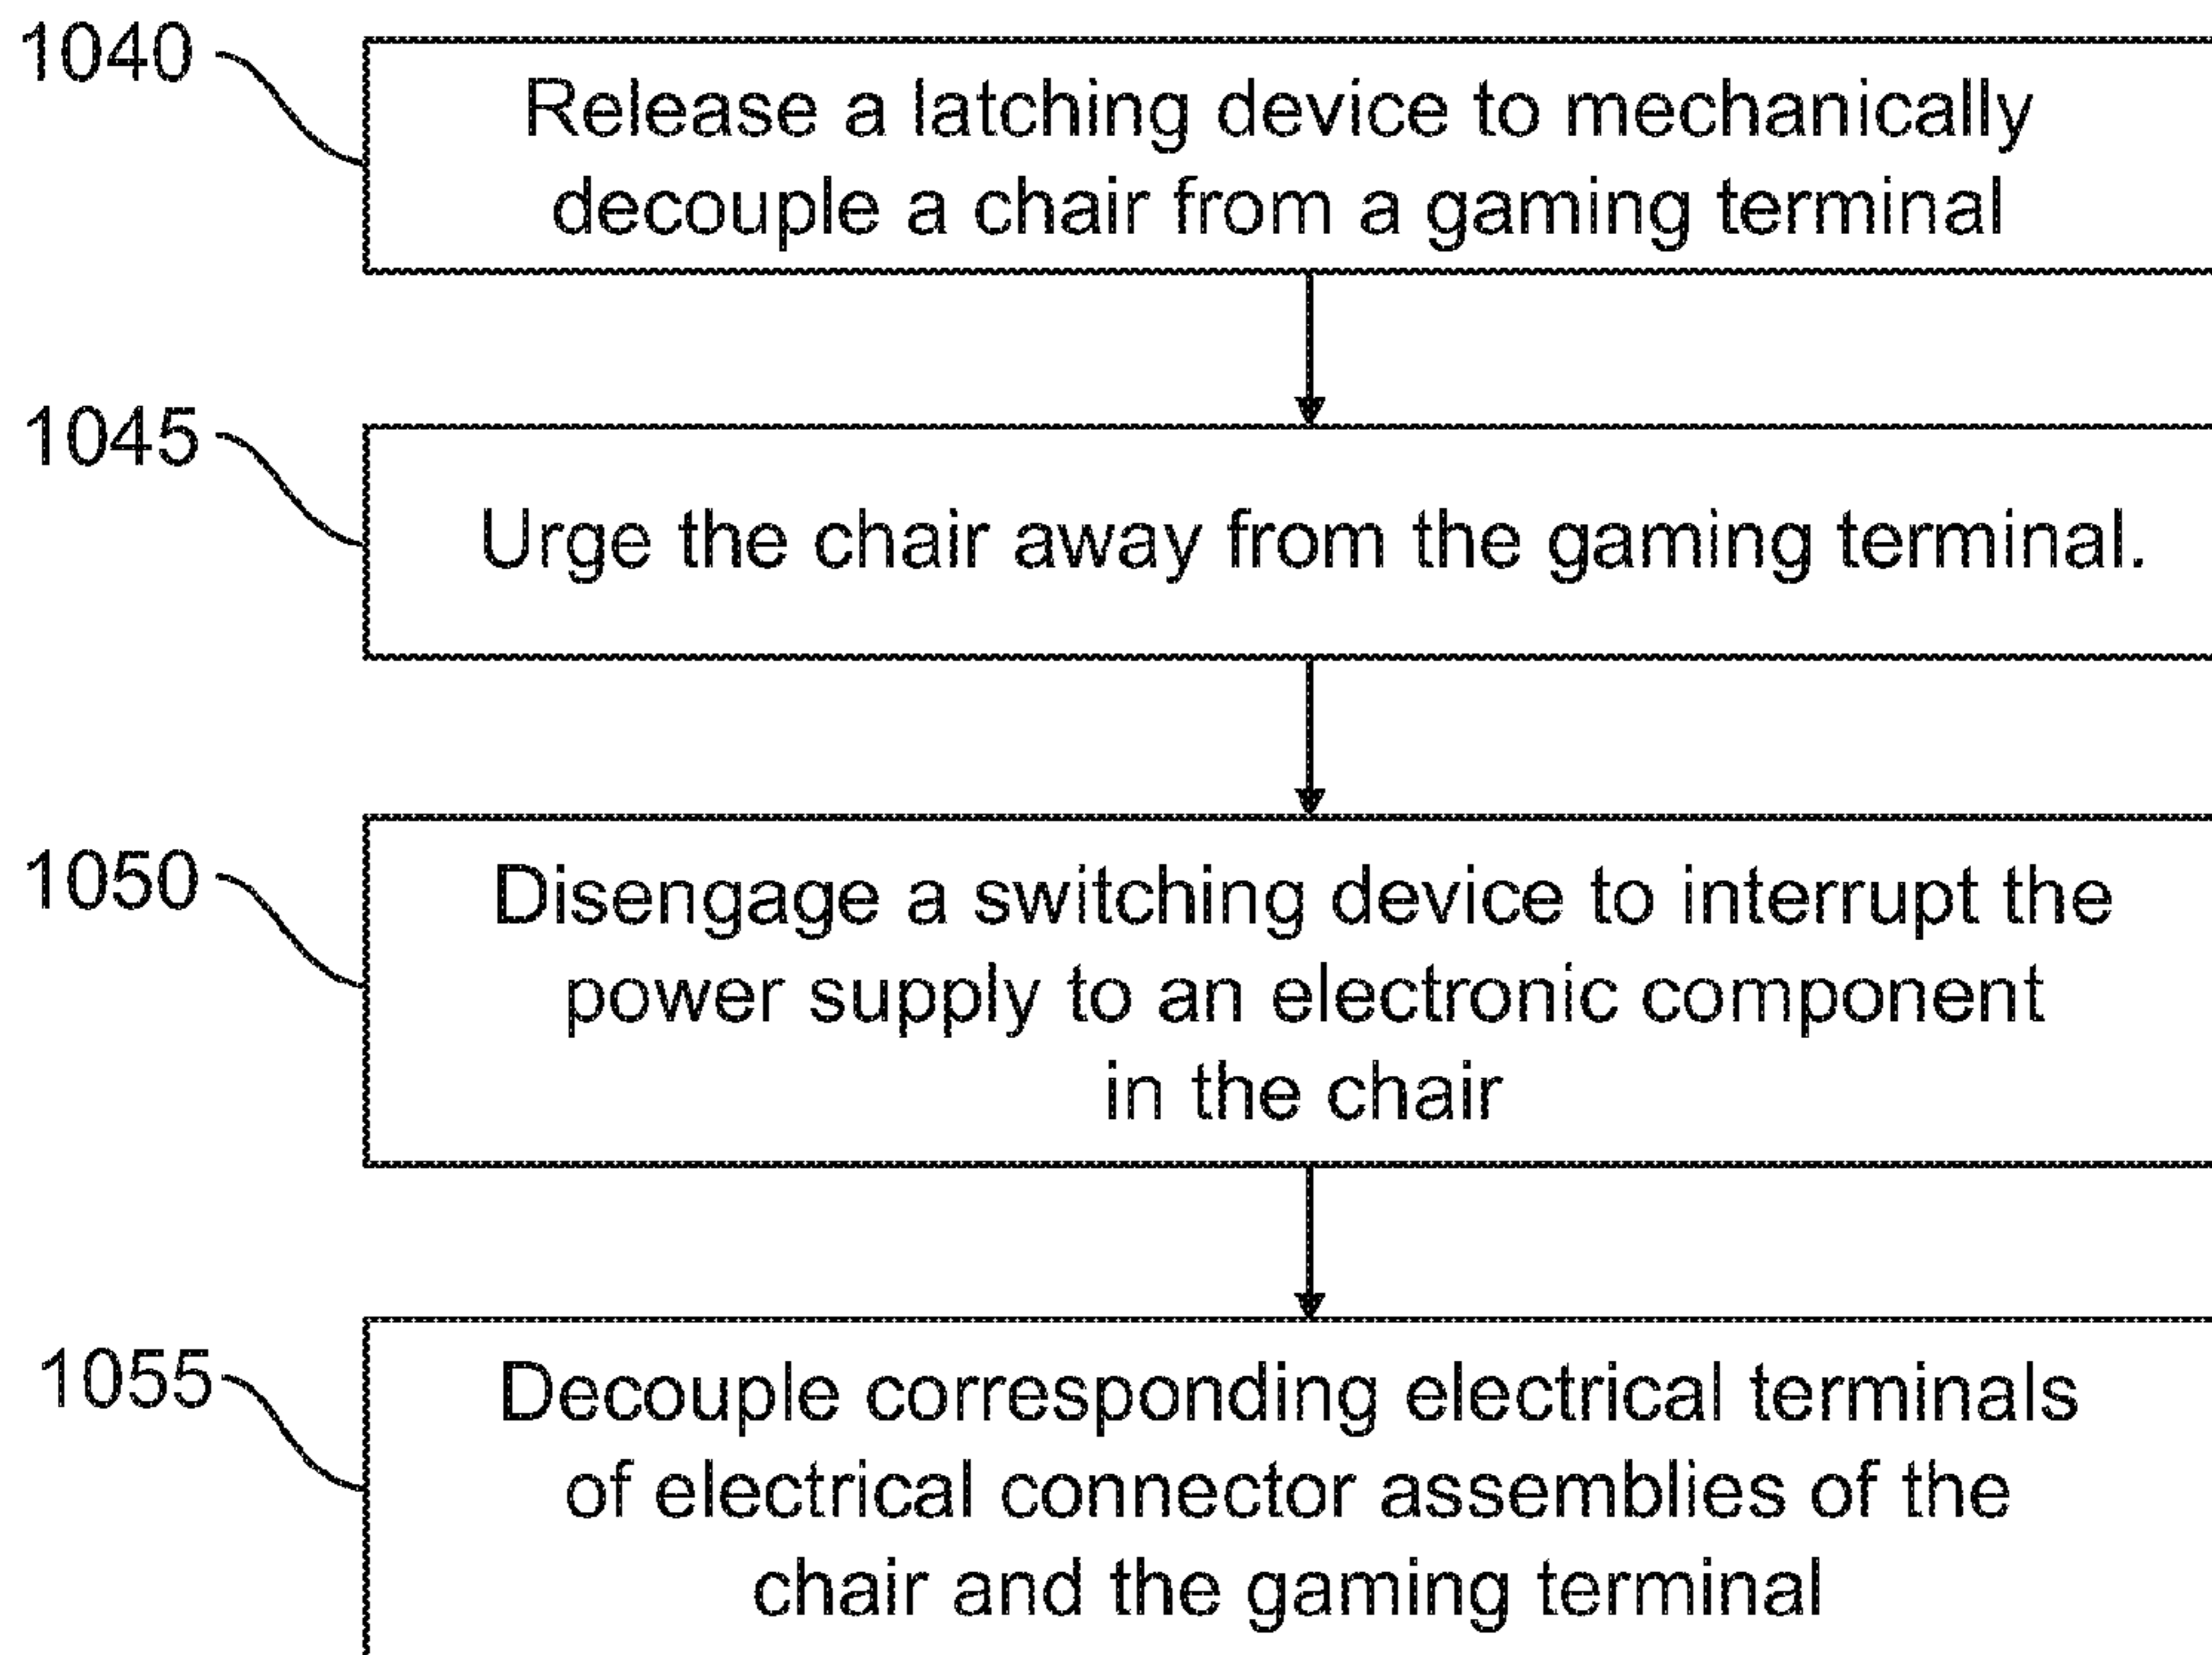 1040
Release a latching device to mechanically
decouple a chair from a gaming terminal
1045
Urge the chair away from the gaming terminal.
1050
Disengage a switching device to interrupt the
power supply to an electronic component
in the chair
1055
Decouple corresponding electrical terminals
of electrical connector assemblies of the
chair and the gaming terminal